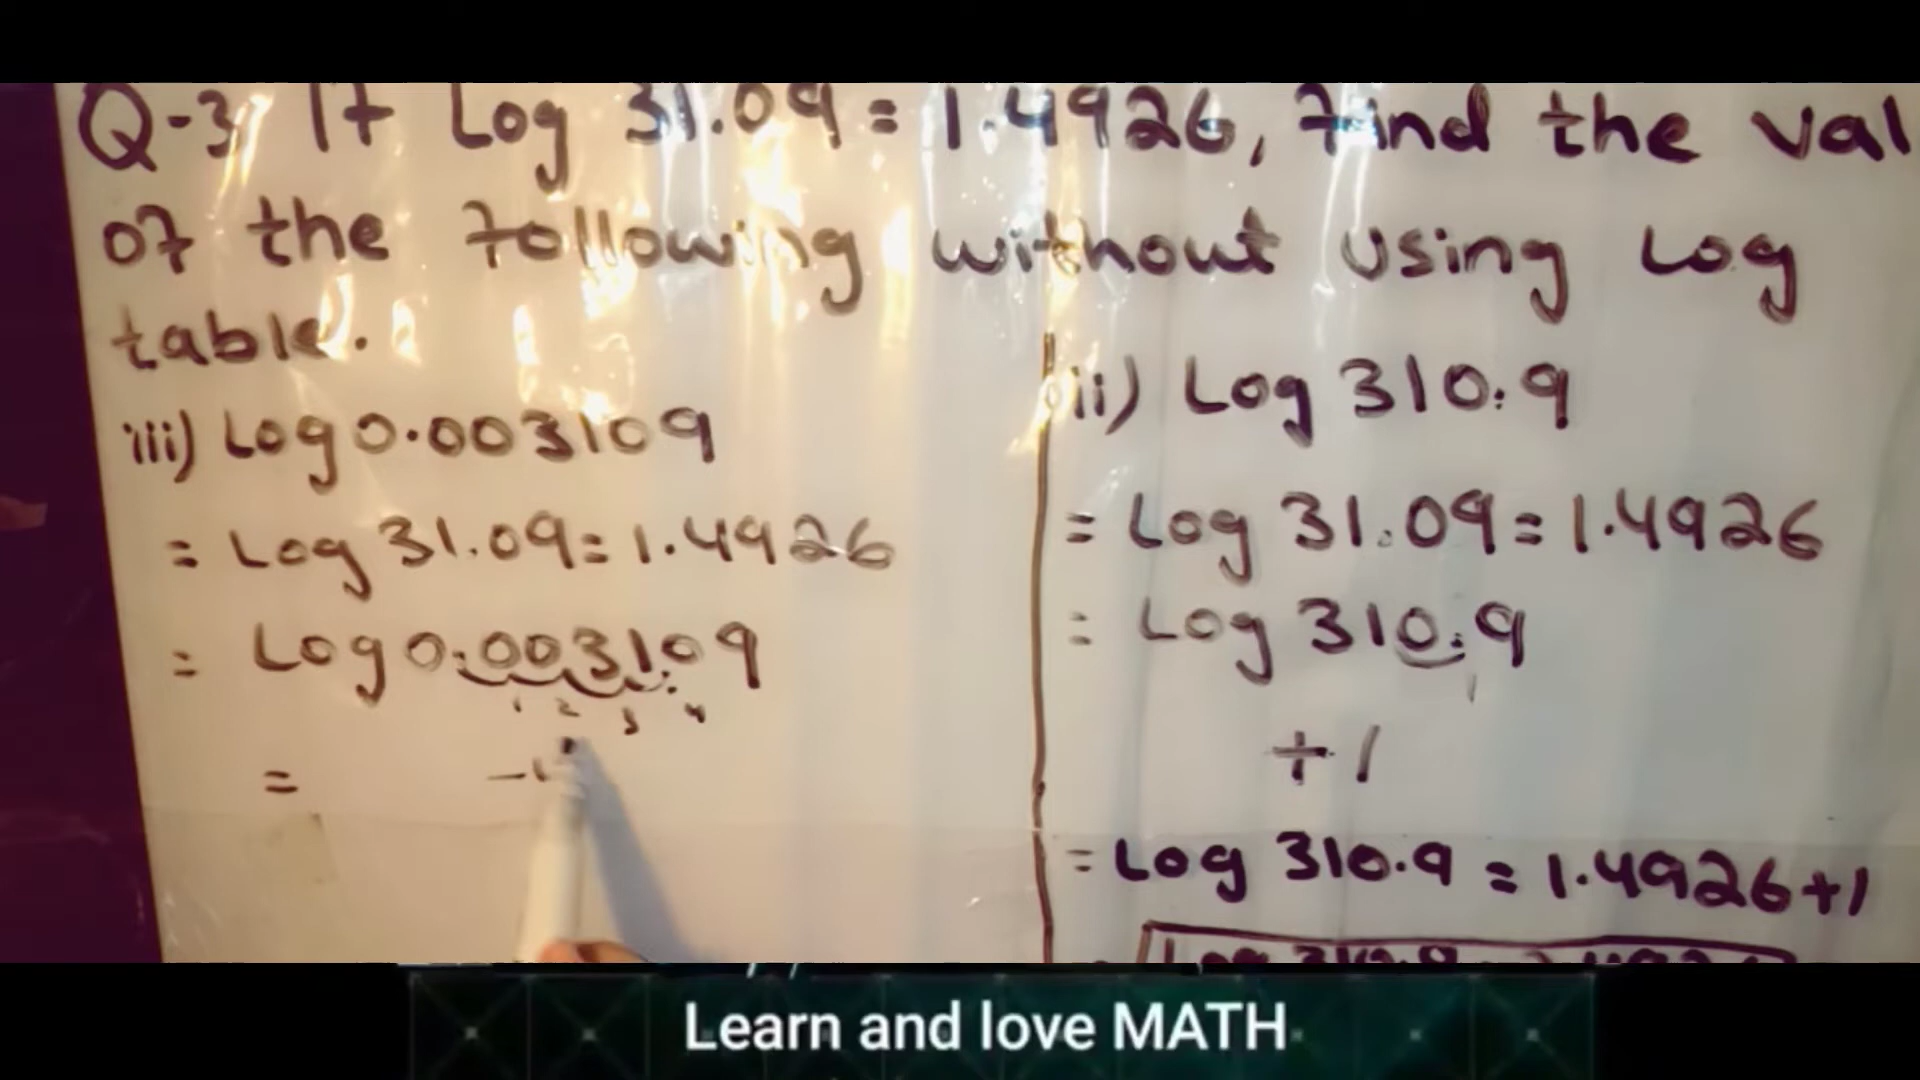 Q-3 If Log 31.09 = 1.4926, find the val
of the following without using Log
table.
iii) Log 0.003109
= Log 31.09 = 1.4926
= Log 0.003109
1 2 3 4
=
ii) Log 310.9
= Log 31.09 = 1.4926
= Log 310.9
1
+1
= Log 310.9 = 1.4926+1
Learn and love MATH